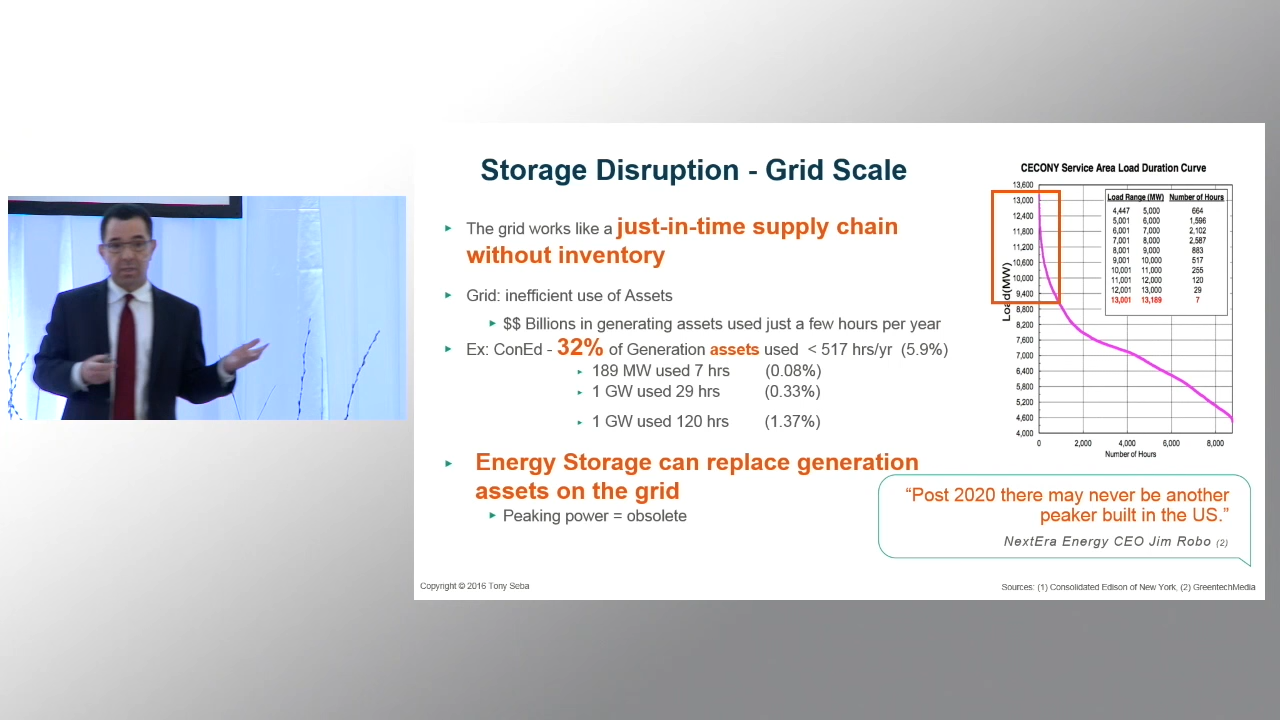 Storage Disruption - Grid Scale
The grid works like a just-in-time supply chain
without inventory
Grid: inefficient use of Assets
$$ Billions in generating assets used just a few hours per year
Ex: ConEd - 32% of Generation assets used < 517 hrs/yr (5.9%)
189 MW used 7 hrs (0.08%)
1 GW used 29 hrs (0.33%)
1 GW used 120 hrs (1.37%)
Energy Storage can replace generation
assets on the grid
Peaking power = obsolete
CECONY Service Area Load Duration Curve
Load(MW)
13,600
13,000
12,400
11,800
11,200
10,600
10,000
9,400
8,800
8,200
7,600
7,000
6,400
5,800
5,200
4,600
4,000
0 2,000 4,000 6,000 8,000
Number of Hours
Load Range (MW) Number of Hours
4,447 5,000 664
5,001 6,000 1,596
6,001 7,000 2,102
7,001 8,000 2,587
8,001 9,000 883
9,001 10,000 517
10,001 11,000 255
11,001 12,000 120
12,001 13,000 29
13,001 13,189 7
“Post 2020 there may never be another
peaker built in the US.”
NextEra Energy CEO Jim Robo (2)
Copyright © 2016 Tony Seba
Sources: (1) Consolidated Edison of New York, (2) GreentechMedia